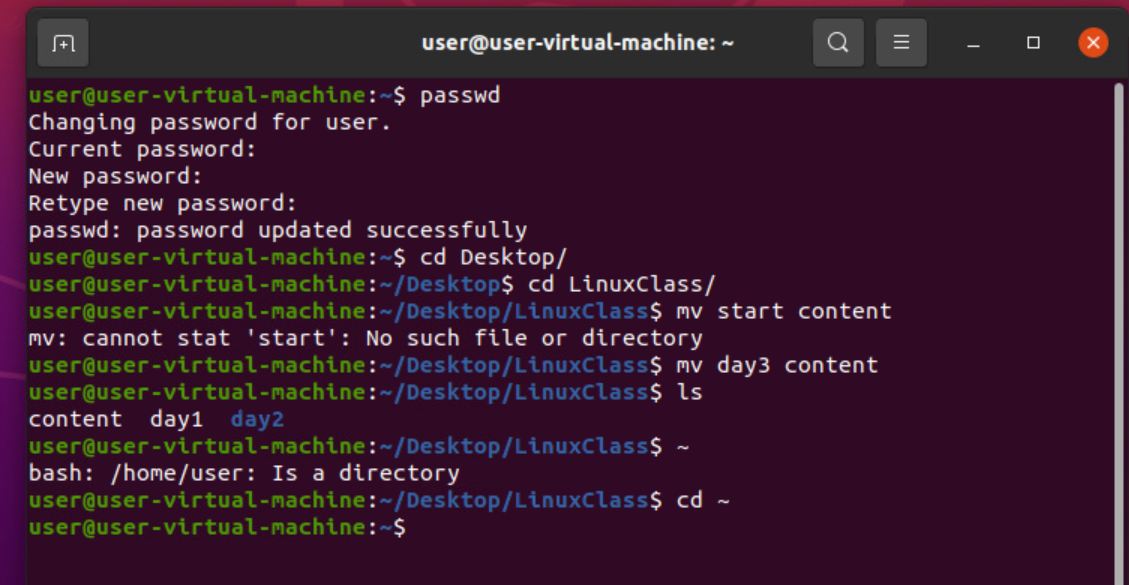 user@user-virtual-machine: ~
user@user-virtual-machine:~$ passwd
Changing password for user.
Current password:
New password:
Retype new password:
passwd: password updated successfully
user@user-virtual-machine:~$ cd Desktop/
user@user-virtual-machine:~/Desktop$ cd LinuxClass/
user@user-virtual-machine:~/Desktop/LinuxClass$ mv start content
mv: cannot stat 'start': No such file or directory
user@user-virtual-machine:~/Desktop/LinuxClass$ mv day3 content
user@user-virtual-machine:~/Desktop/LinuxClass$ ls
content  day1  day2
user@user-virtual-machine:~/Desktop/LinuxClass$ ~
bash: /home/user: Is a directory
user@user-virtual-machine:~/Desktop/LinuxClass$ cd ~
user@user-virtual-machine:~$